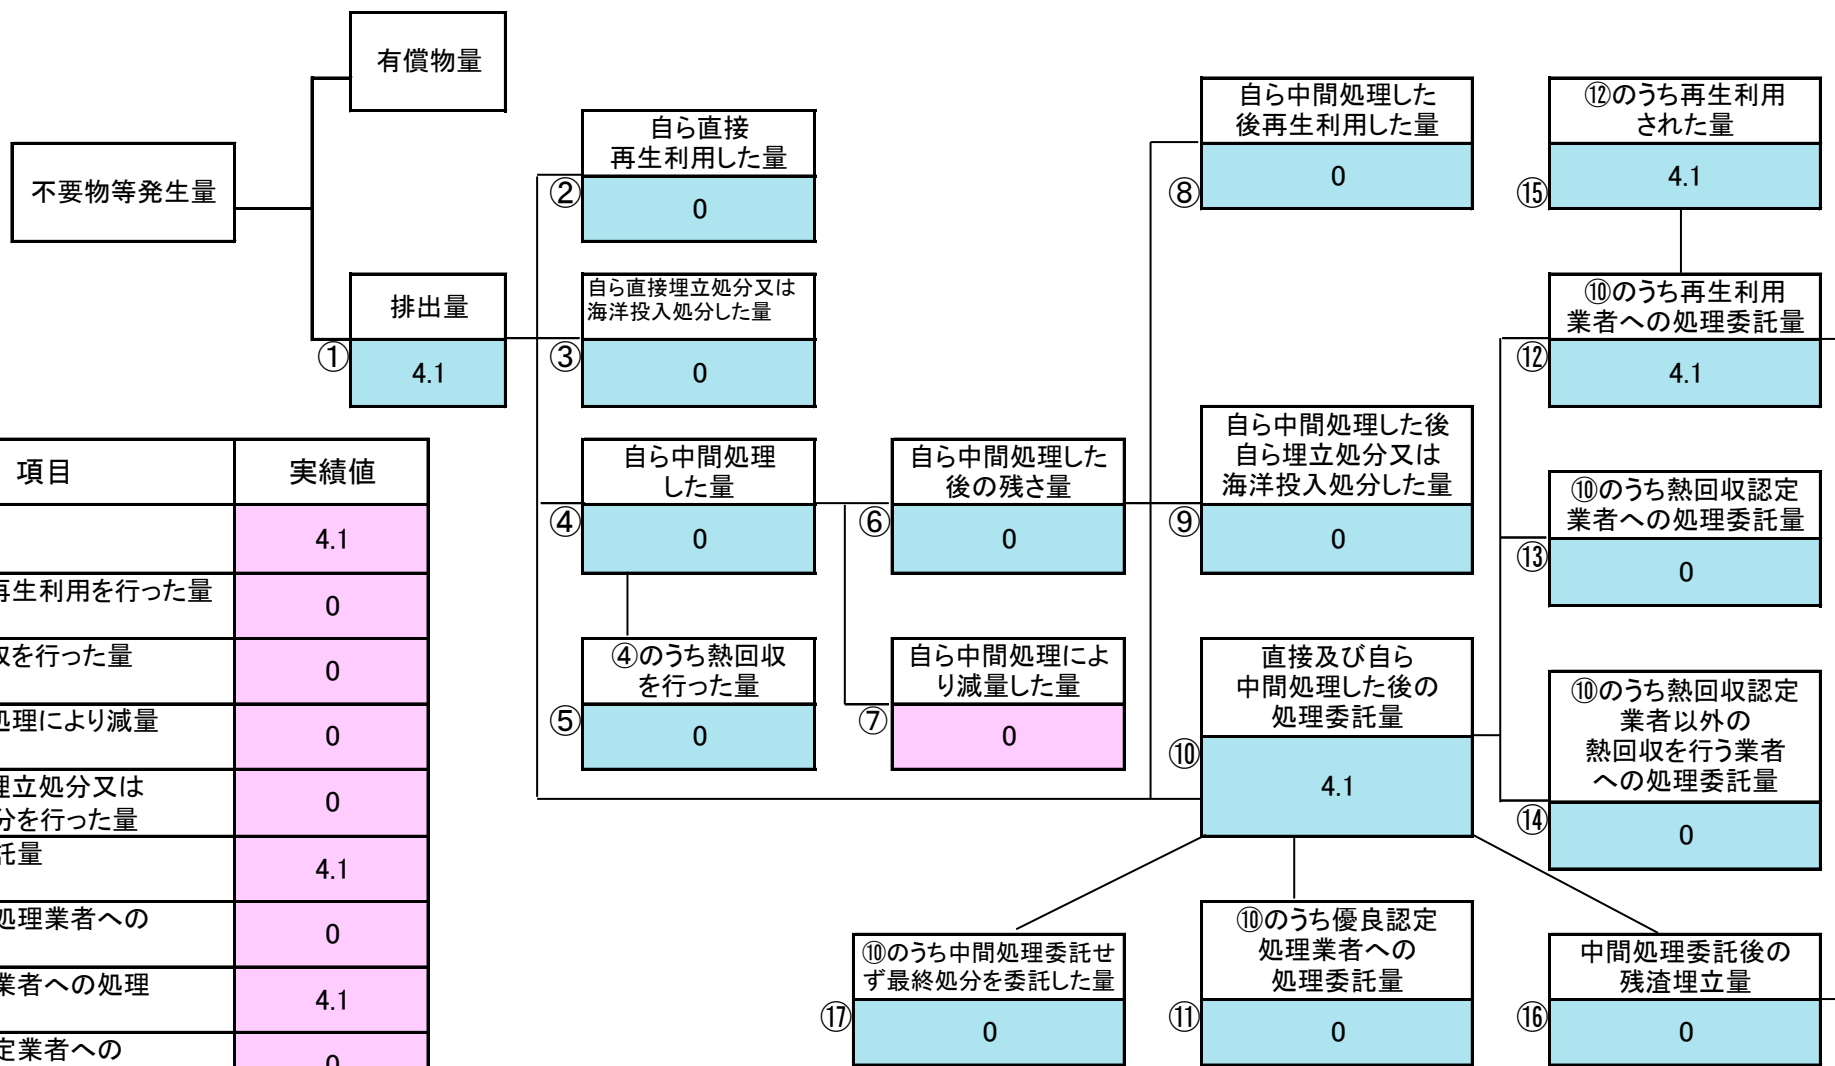 有償物量
不要物等発生量
排出量
①
4.1
自ら直接
再生利用した量
②
0
自ら直接埋立処分又は
海洋投入処分した量
③
0
自ら中間処理
した量
④
0
④のうち熱回収
を行った量
⑤
0
自ら中間処理した
後の残さ量
⑥
0
自ら中間処理によ
り減量した量
⑦
0
自ら中間処理した
後再生利用した量
⑧
0
自ら中間処理した後
自ら埋立処分又は
海洋投入処分した量
⑨
0
直接及び自ら
中間処理した後の
処理委託量
⑩
4.1
⑫のうち再生利用
された量
⑮
4.1
⑩のうち再生利用
業者への処理委託量
⑫
4.1
⑩のうち熱回収認定
業者への処理委託量
⑬
0
⑩のうち熱回収認定
業者以外の
熱回収を行う業者
への処理委託量
⑭
0
⑩のうち中間処理委託せ
ず最終処分を委託した量
⑰
0
⑩のうち優良認定
処理業者への
処理委託量
⑪
0
中間処理委託後の
残渣埋立量
⑯
0
項目 実績値
4.1
再生利用を行った量
0
を行った量
0
処理により減量
0
埋立処分又は
を行った量
0
託量
4.1
処理業者への
0
業者への処理
4.1
定業者への
0